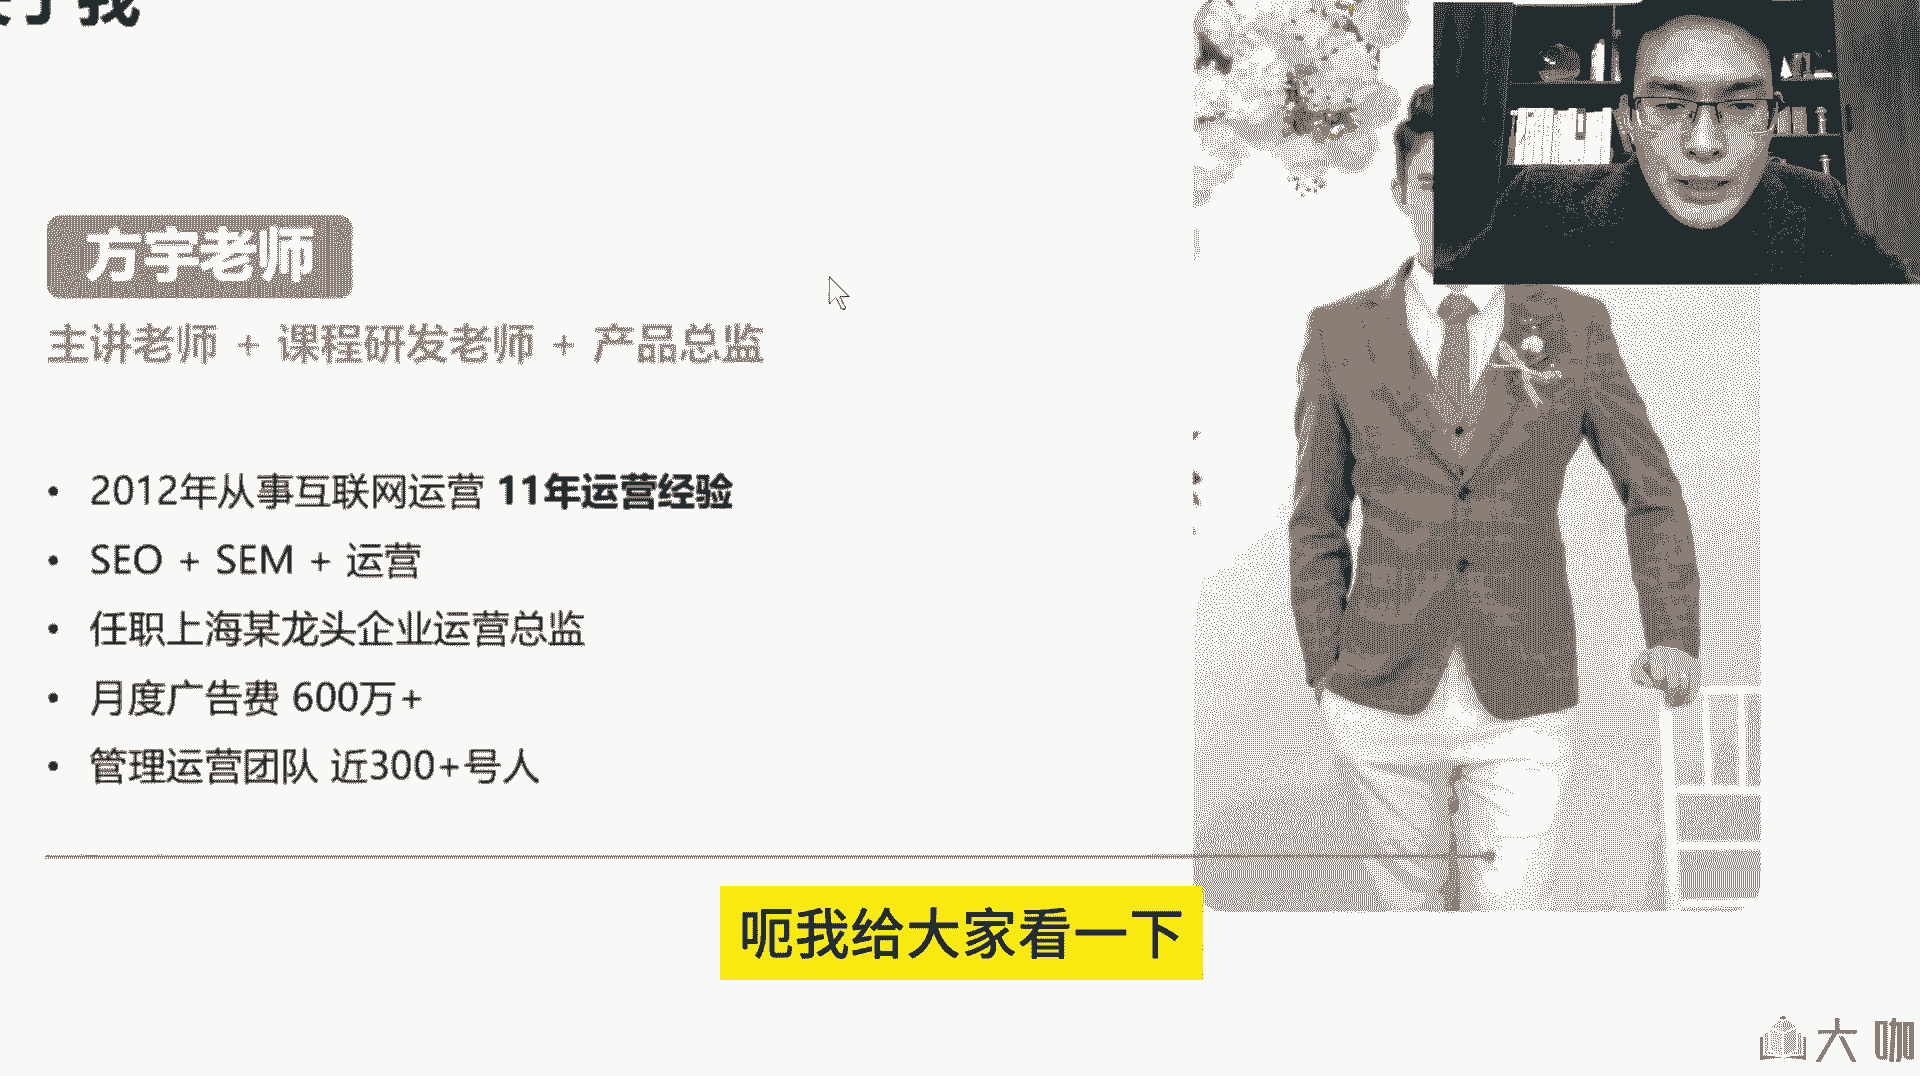 我
方宇老师
主讲老师 + 课程研发老师 + 产品总监
• 2012年从事互联网运营 11年运营经验
• SEO + SEM + 运营
• 任职上海某龙头企业运营总监
• 月度广告费 600万+
• 管理运营团队 近300+号人
呃我给大家看一下
大咖